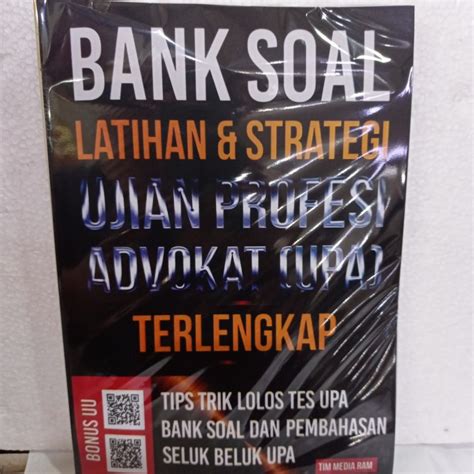 BANK SOAL
LATIHAN & STRATEGI
UJIAN PROFESI
ADVOKAT (UPA)
TERLENGKAP
BONUS UU
TIPS TRIK LOLOS TES UPA
BANK SOAL DAN PEMBAHASAN
SELUK BELUK UPA
TIM MEDIA RAM